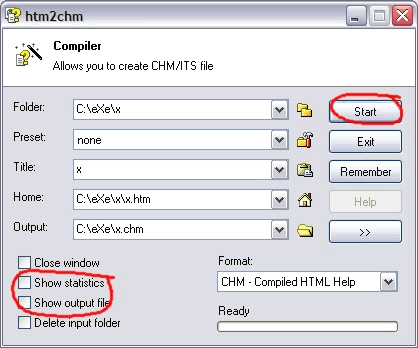 htm2chm
Compiler
Allows you to create CHM/ITS file
Folder: C:\eXe\x Start
Preset: none Exit
Title: x Remember
Home: C:\eXe\x\x.htm Help
Output: C:\eXe\x.chm >>
Close window Format:
Show statistics CHM - Compiled HTML Help
Show output file Ready
Delete input folder